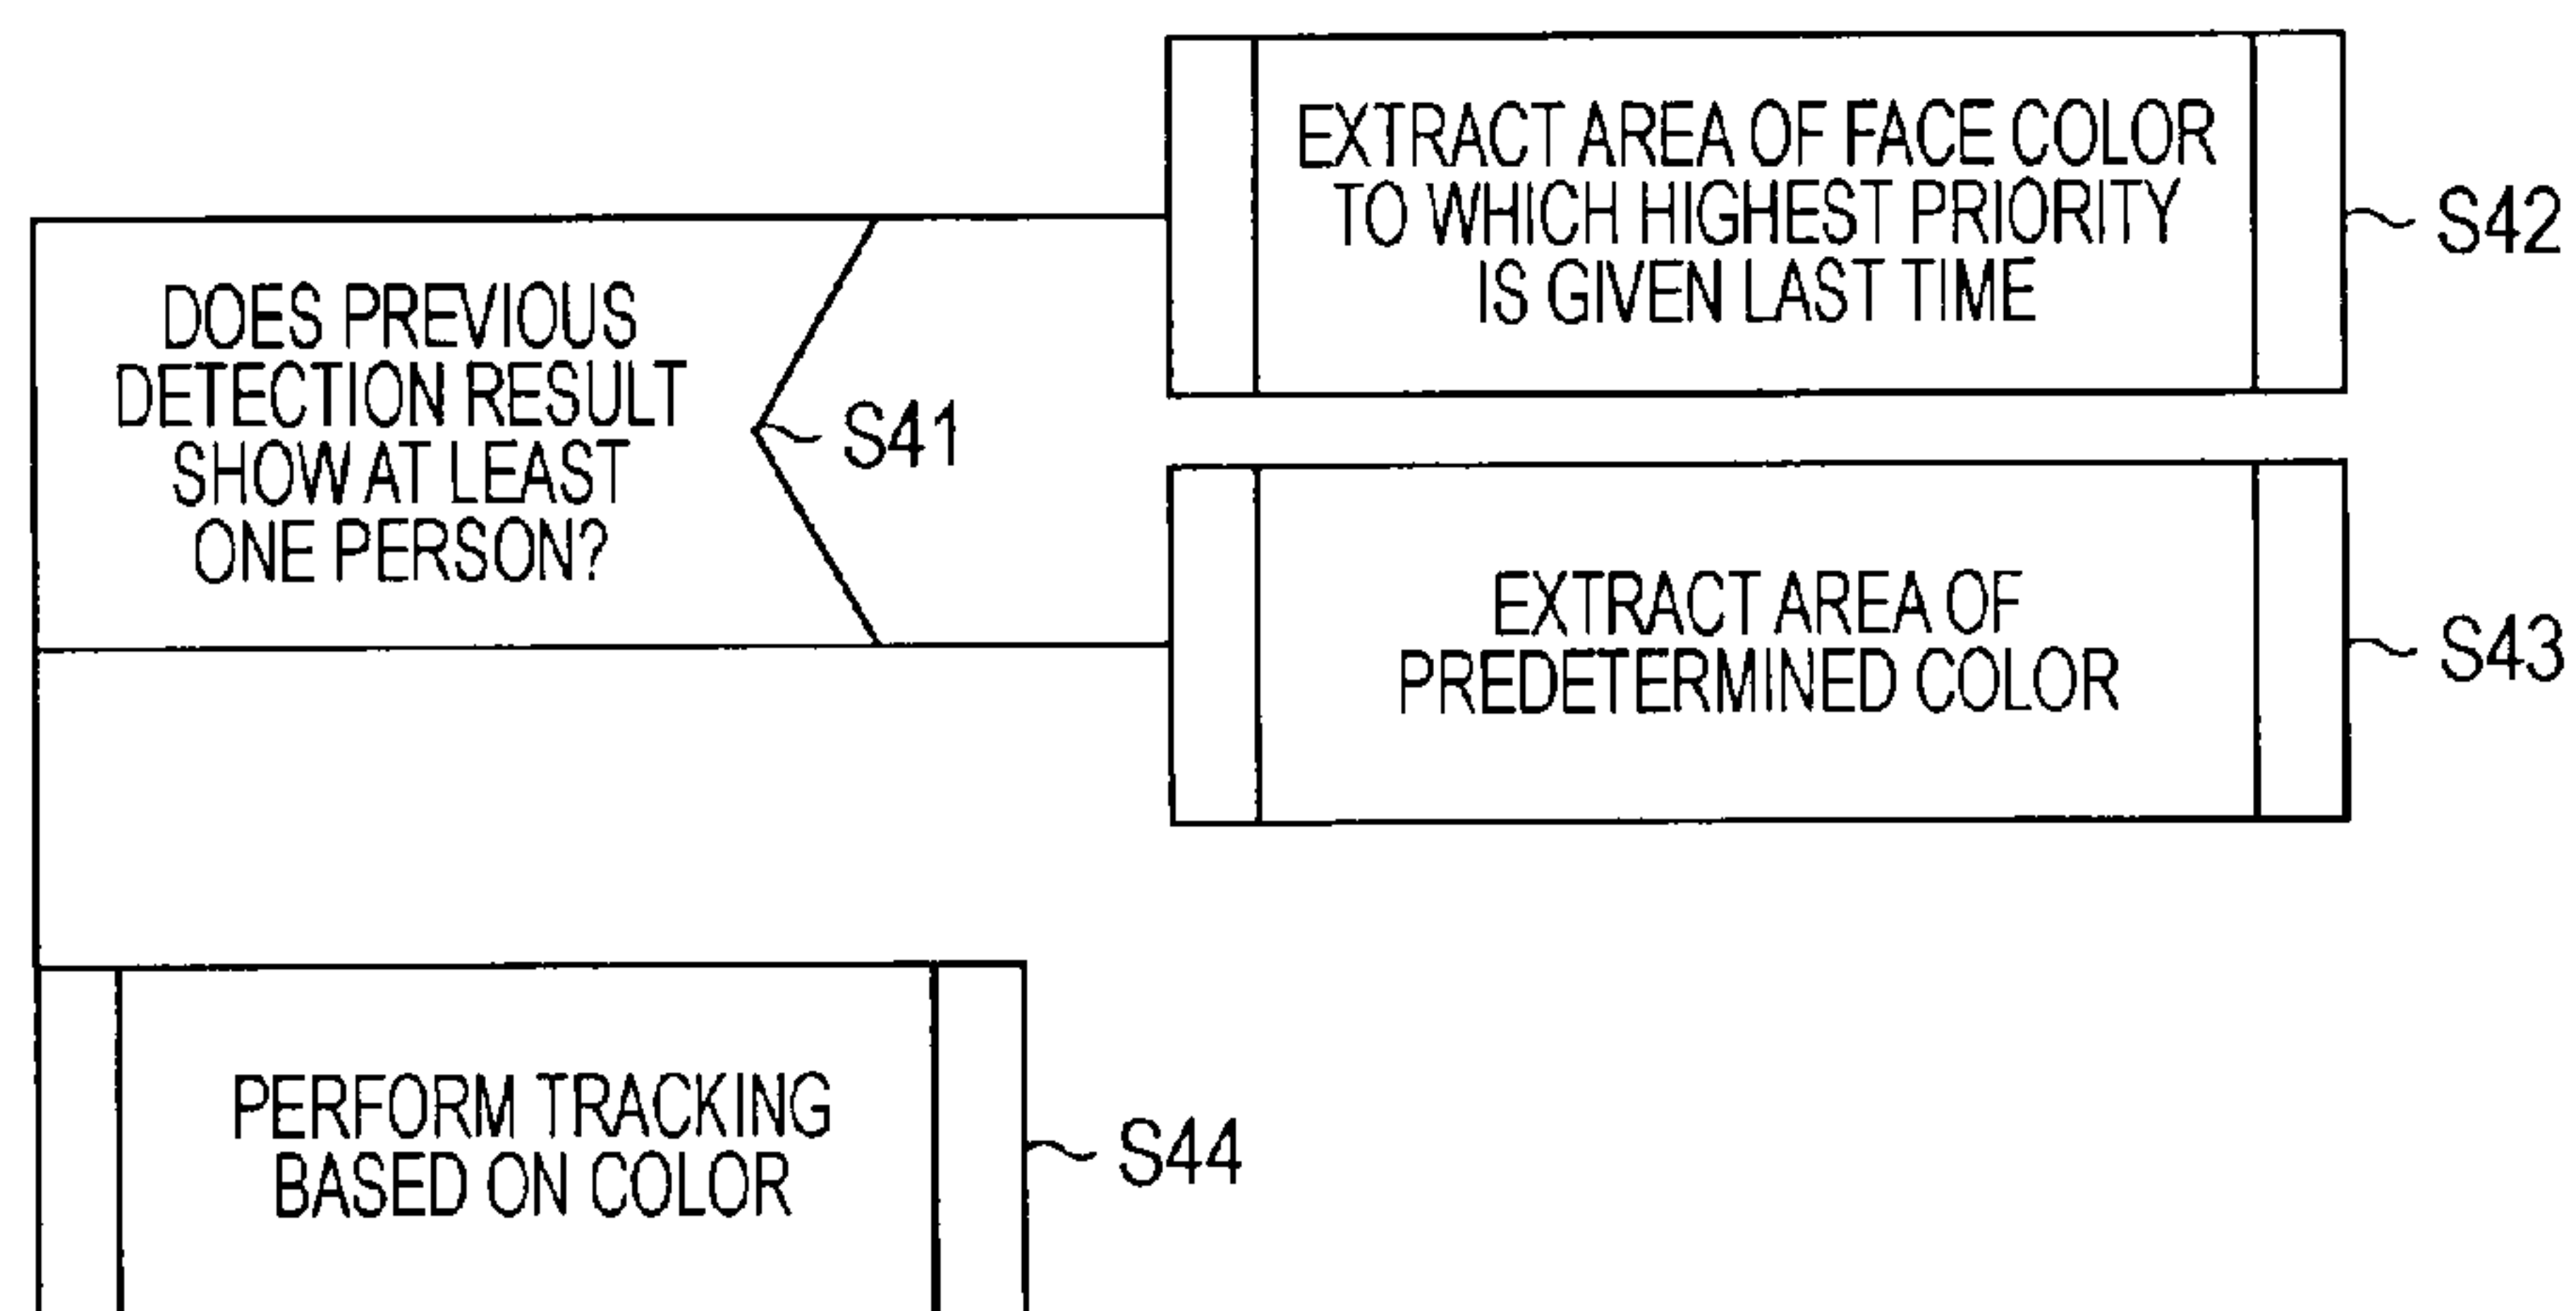 DOES PREVIOUS
DETECTION RESULT
SHOW AT LEAST
ONE PERSON?
S41
EXTRACT AREA OF FACE COLOR
TO WHICH HIGHEST PRIORITY
IS GIVEN LAST TIME
S42
EXTRACT AREA OF
PREDETERMINED COLOR
S43
PERFORM TRACKING
BASED ON COLOR
S44